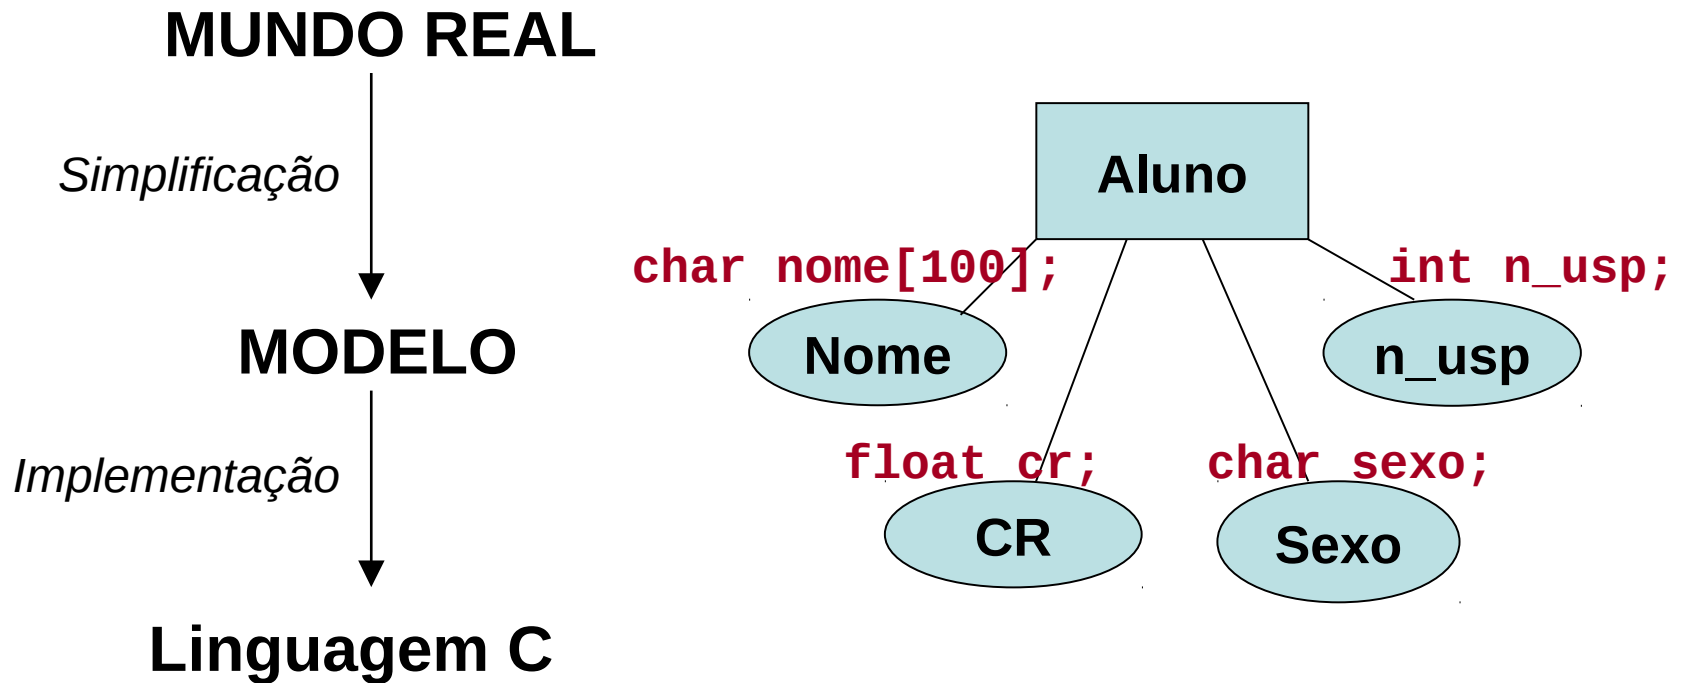 MUNDO REAL
Simplificação
MODELO
Implementação
Linguagem C
Aluno
char nome[100];
int n_usp;
Nome
n_usp
float cr;
char sexo;
CR
Sexo